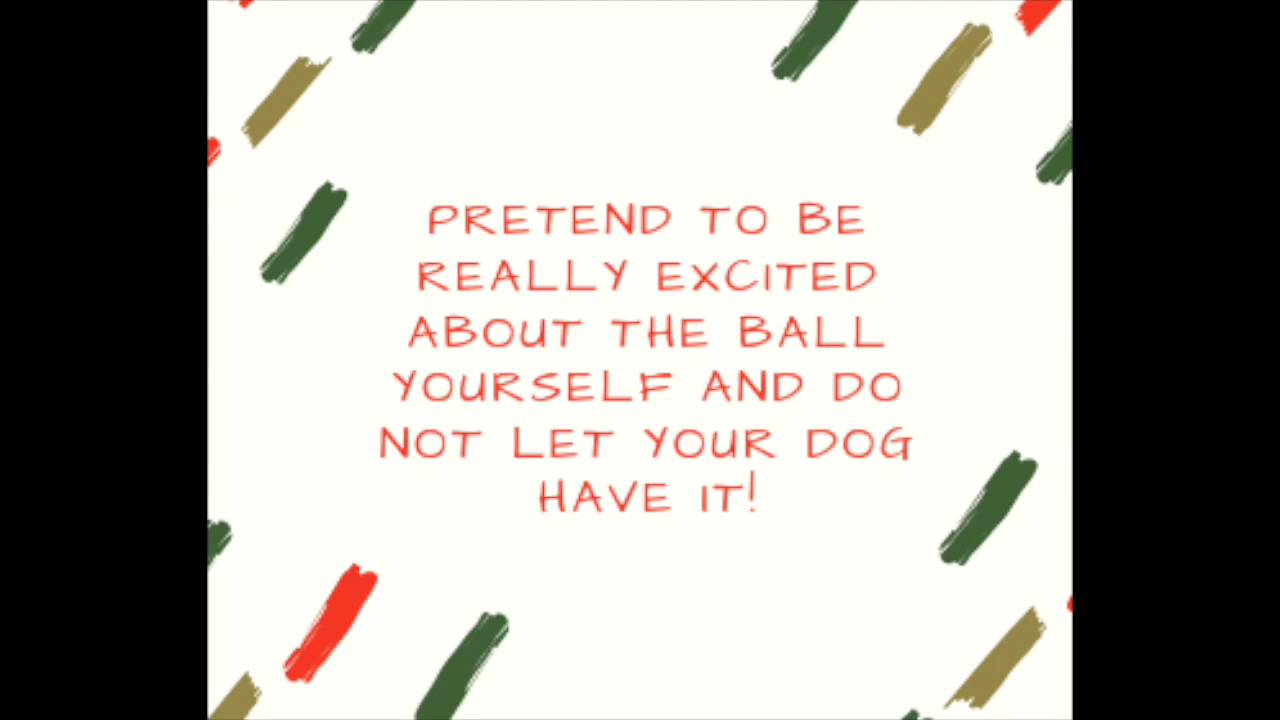 PRETEND TO BE
REALLY EXCITED
ABOUT THE BALL
YOURSELF AND DO
NOT LET YOUR DOG
HAVE IT!